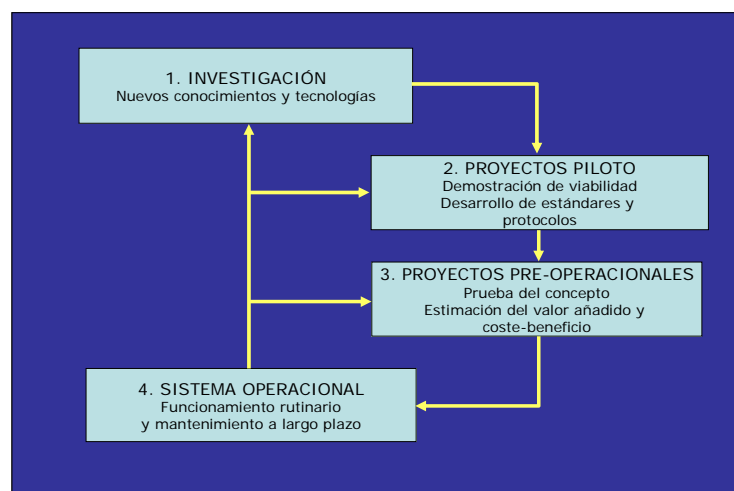 1. INVESTIGACIÓN
Nuevos conocimientos y tecnologías
2. PROYECTOS PILOTO
Demostración de viabilidad
Desarrollo de estándares y
protocolos
3. PROYECTOS PRE-OPERACIONALES
Prueba del concepto
Estimación del valor añadido y
coste-beneficio
4. SISTEMA OPERACIONAL
Funcionamiento rutinario
y mantenimiento a largo plazo